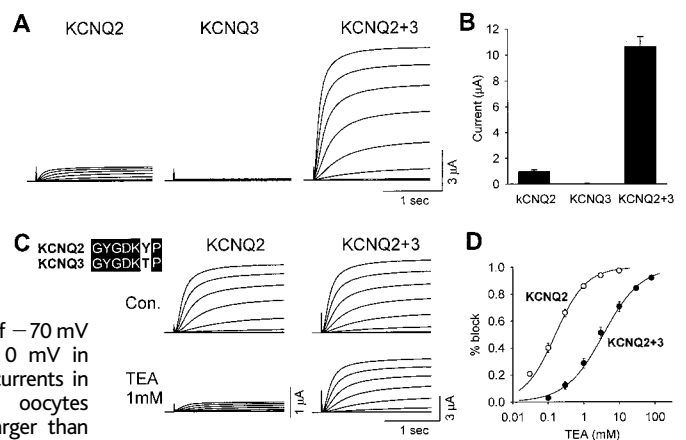 A
KCNQ2
KCNQ3
KCNQ2+3
3 µA
1 sec
B
Current (µA)
14
12
10
8
6
4
2
0
kCNQ2
KCNQ3
KCNQ2+3
C
KCNQ2 GYGDKYP
KCNQ3 GYGDKTP
KCNQ2
KCNQ2+3
Con.
TEA
1mM
1 µA
3 µA
1 sec
D
% block
1.0
0.8
0.6
0.4
0.2
0.0
KCNQ2
KCNQ2+3
0.01 0.1 1 10 100
TEA (mM)
f −70 mV
0 mV in
currents in
oocytes
arger than